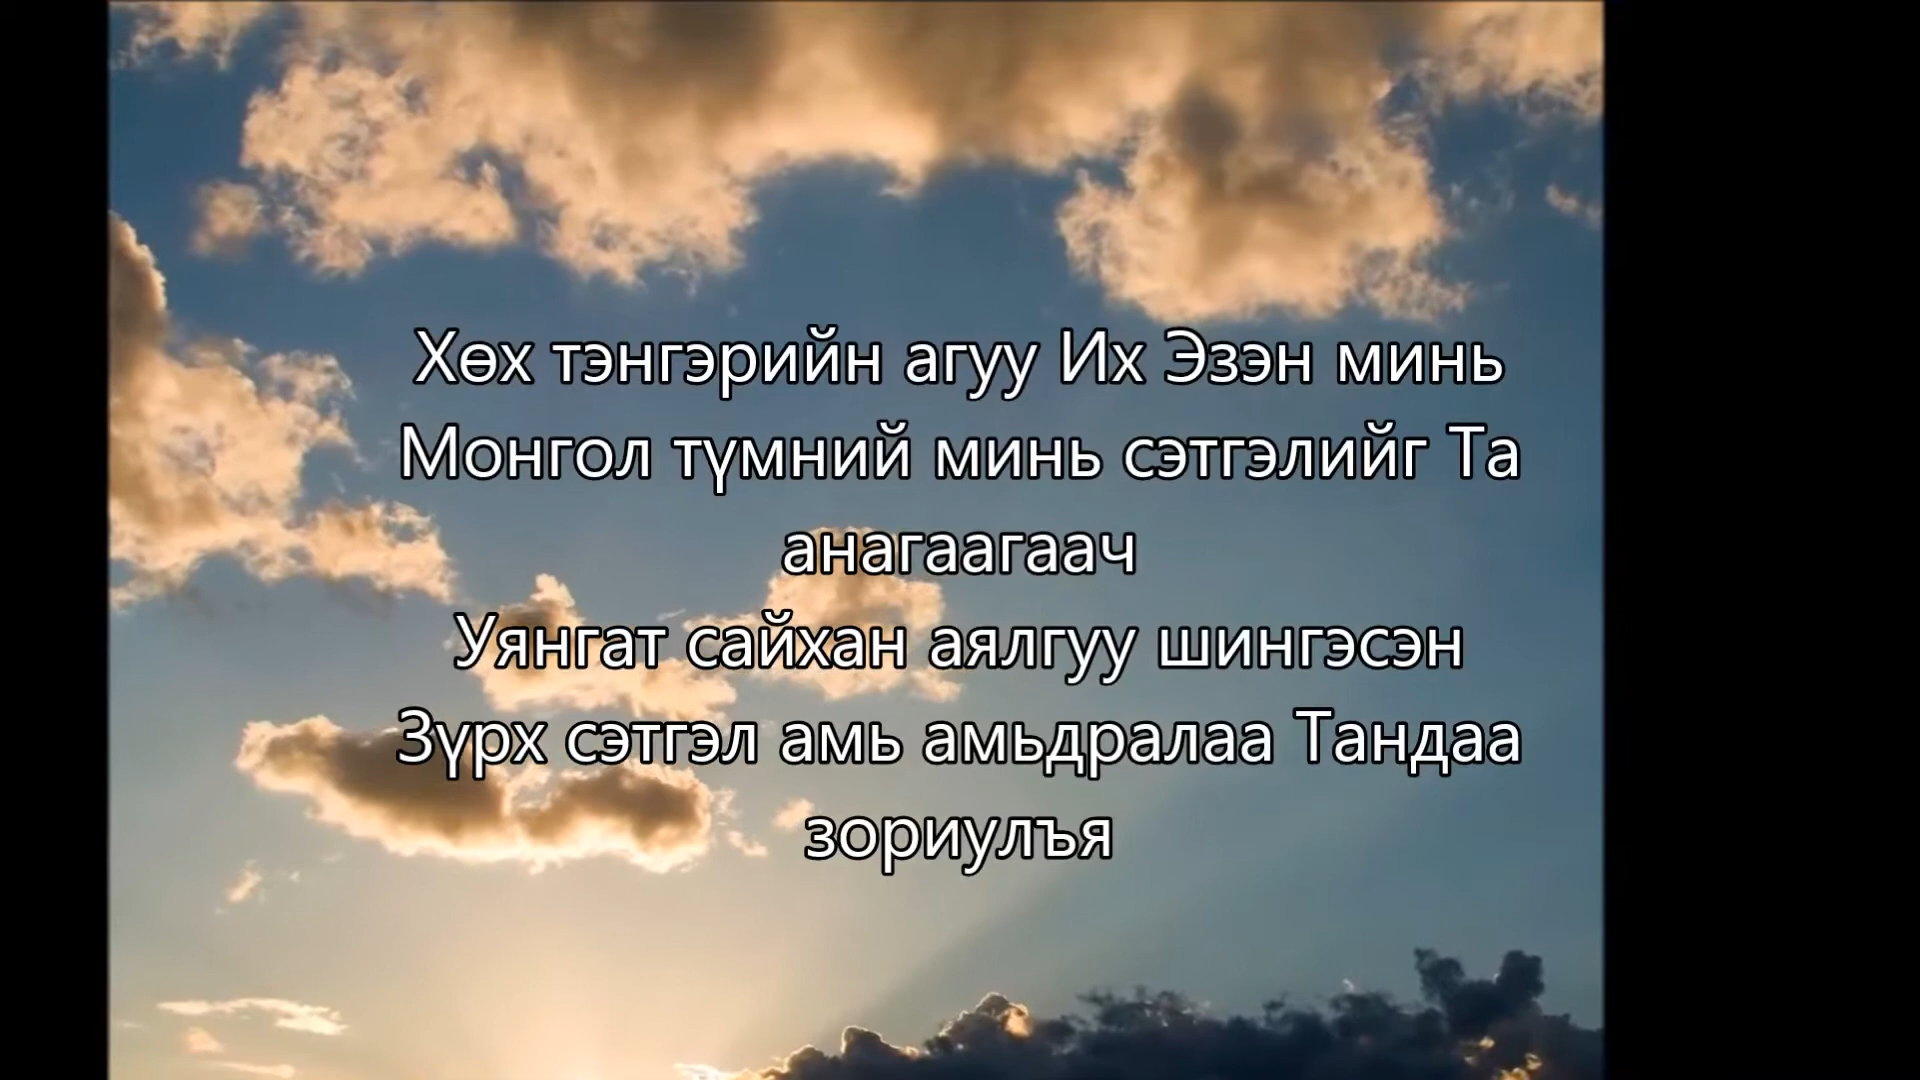 Хөх тэнгэрийн агуу Их Эзэн минь
Монгол түмний минь сэтгэлийг Та
анагаагаач
Уянгат сайхан аялгуу шингэсэн
Зүрх сэтгэл амь амьдралаа Тандаа
зориулъя